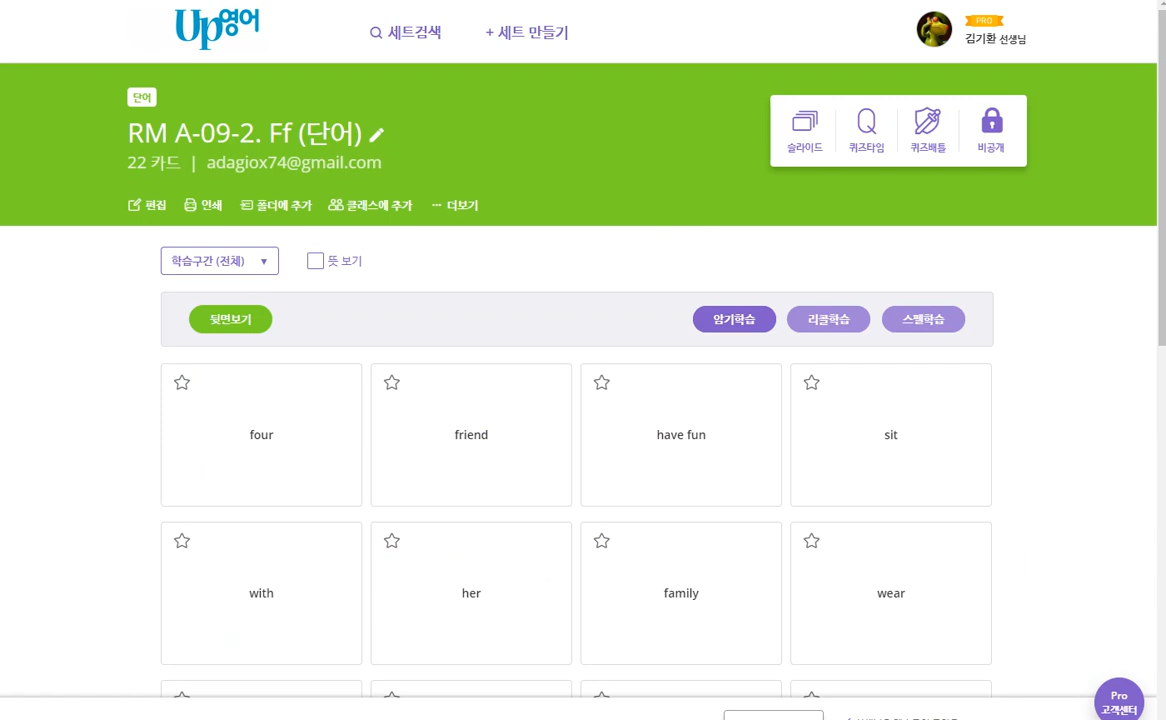 Up영어
세트검색
+ 세트 만들기
PRO
김기환 선생님
단어
RM A-09-2. Ff (단어)
22 카드 | adagiox74@gmail.com
슬라이드
퀴즈타임
퀴즈배틀
비공개
편집
인쇄
폴더에 추가
클래스에 추가
··· 더보기
학습구간 (전체) ▼
뜻 보기
뒷면보기
암기학습
리콜학습
스펠학습
four
friend
have fun
sit
with
her
family
wear
Pro
고객센터